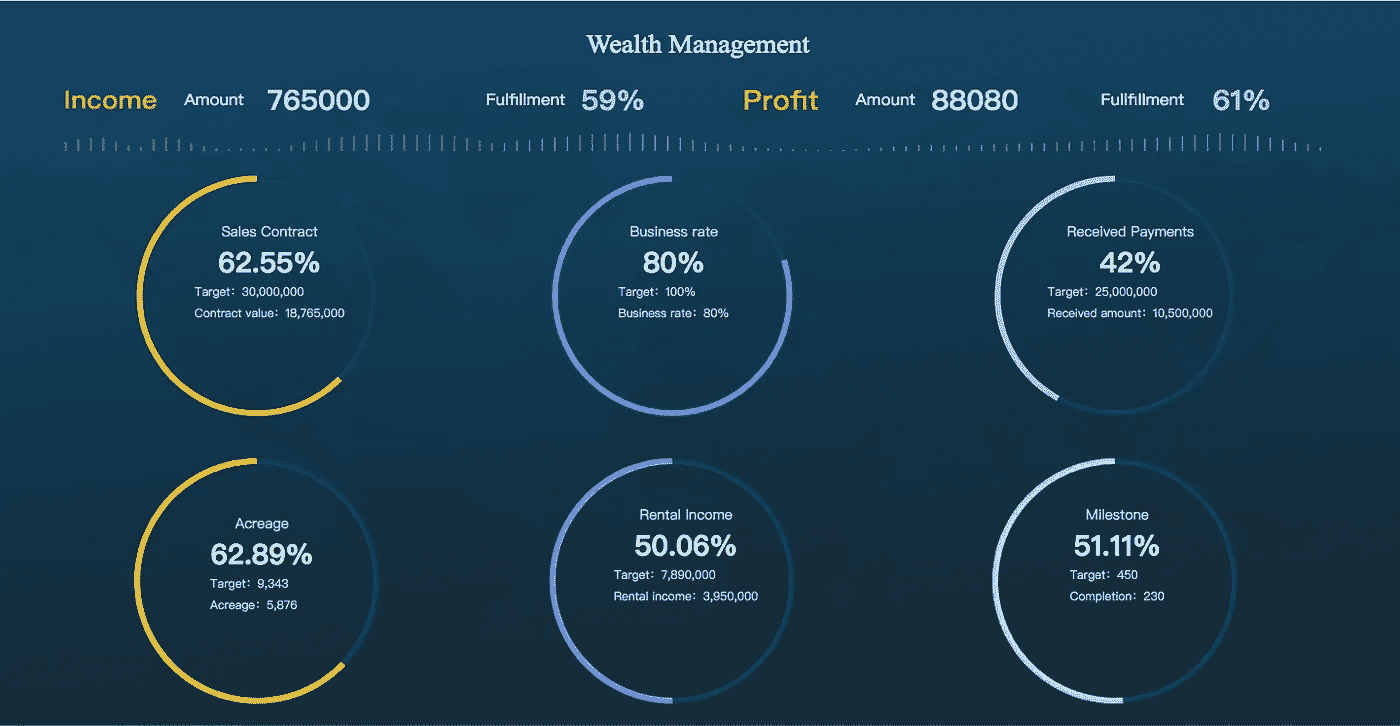 Wealth Management
Income Amount 765000 Fulfillment 59% Profit Amount 88080 Fullfillment 61%
Sales Contract
62.55%
Target: 30,000,000
Contract value: 18,765,000
Business rate
80%
Target: 100%
Business rate: 80%
Received Payments
42%
Target: 25,000,000
Received amount: 10,500,000
Acreage
62.89%
Target: 9,343
Acreage: 5,876
Rental Income
50.06%
Target: 7,890,000
Rental income: 3,950,000
Milestone
51.11%
Target: 450
Completion: 230